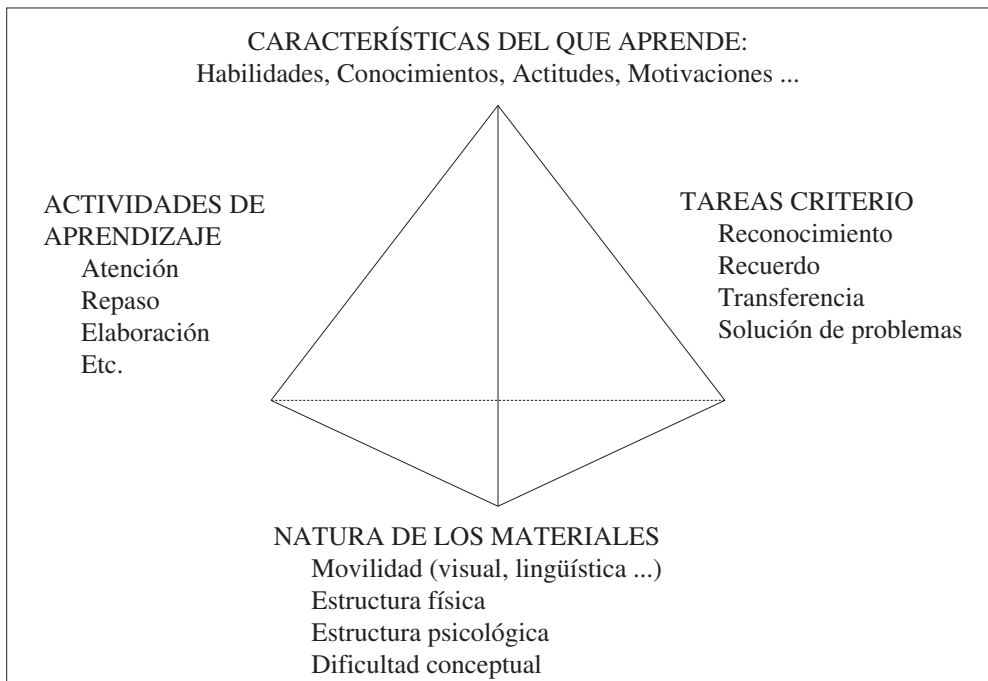 CARACTERÍSTICAS DEL QUE APRENDE:
Habilidades, Conocimientos, Actitudes, Motivaciones ...
ACTIVIDADES DE
APRENDIZAJE
Atención
Repaso
Elaboración
Etc.
TAREAS CRITERIO
Reconocimiento
Recuerdo
Transferencia
Solución de problemas
NATURA DE LOS MATERIALES
Movilidad (visual, lingüística ...)
Estructura física
Estructura psicológica
Dificultad conceptual